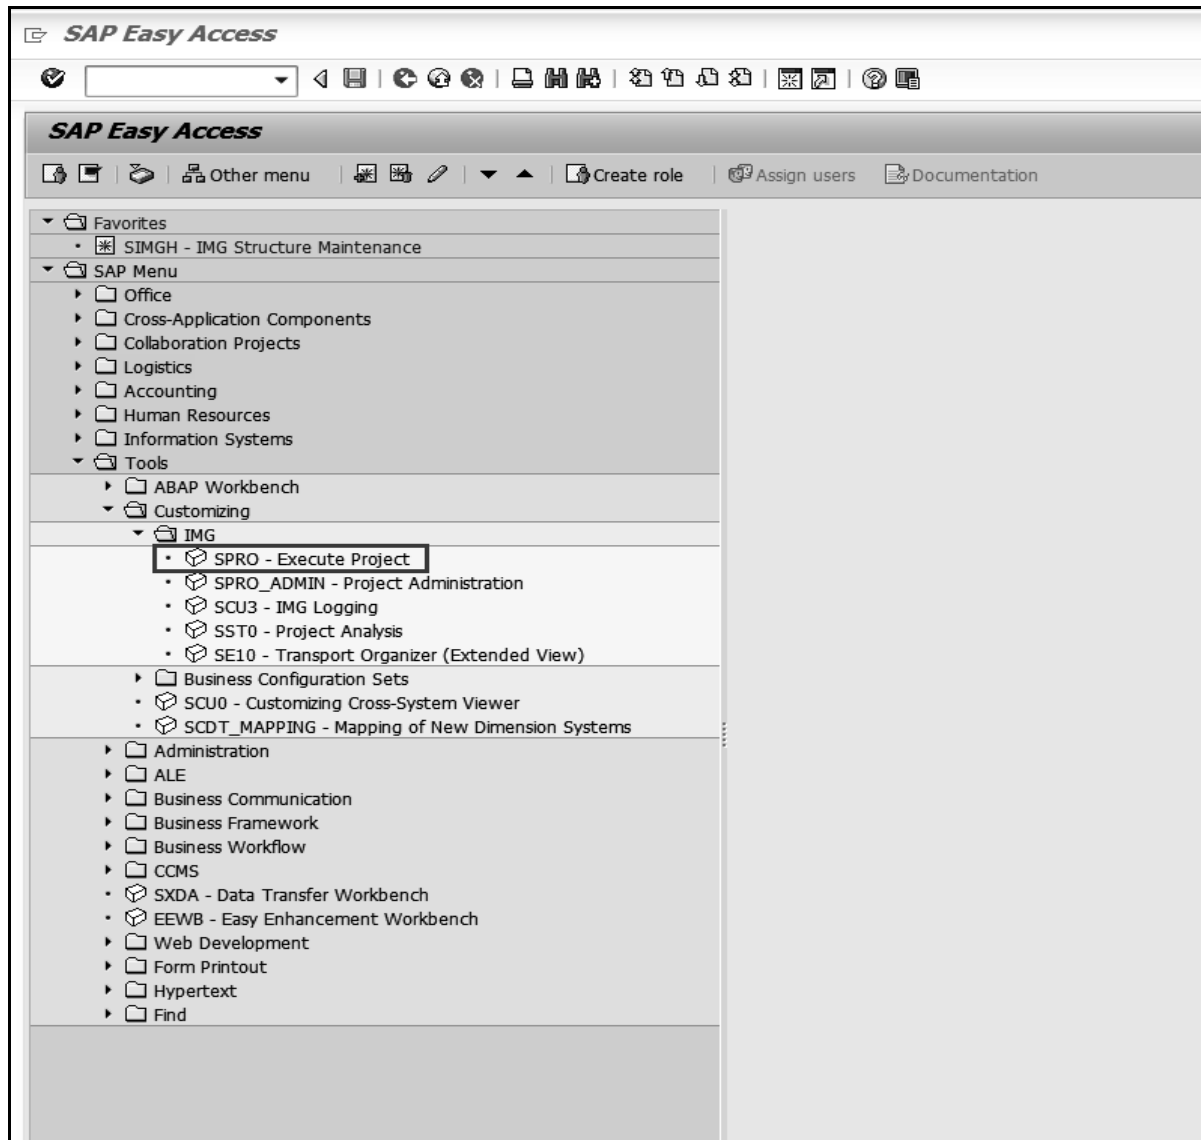 SAP Easy Access
SAP Easy Access
Other menu Create role Assign users Documentation
Favorites
SIMGH - IMG Structure Maintenance
SAP Menu
Office
Cross-Application Components
Collaboration Projects
Logistics
Accounting
Human Resources
Information Systems
Tools
ABAP Workbench
Customizing
IMG
SPRO - Execute Project
SPRO_ADMIN - Project Administration
SCU3 - IMG Logging
SST0 - Project Analysis
SE10 - Transport Organizer (Extended View)
Business Configuration Sets
SCU0 - Customizing Cross-System Viewer
SCDT_MAPPING - Mapping of New Dimension Systems
Administration
ALE
Business Communication
Business Framework
Business Workflow
CCMS
SXDA - Data Transfer Workbench
EEWB - Easy Enhancement Workbench
Web Development
Form Printout
Hypertext
Find